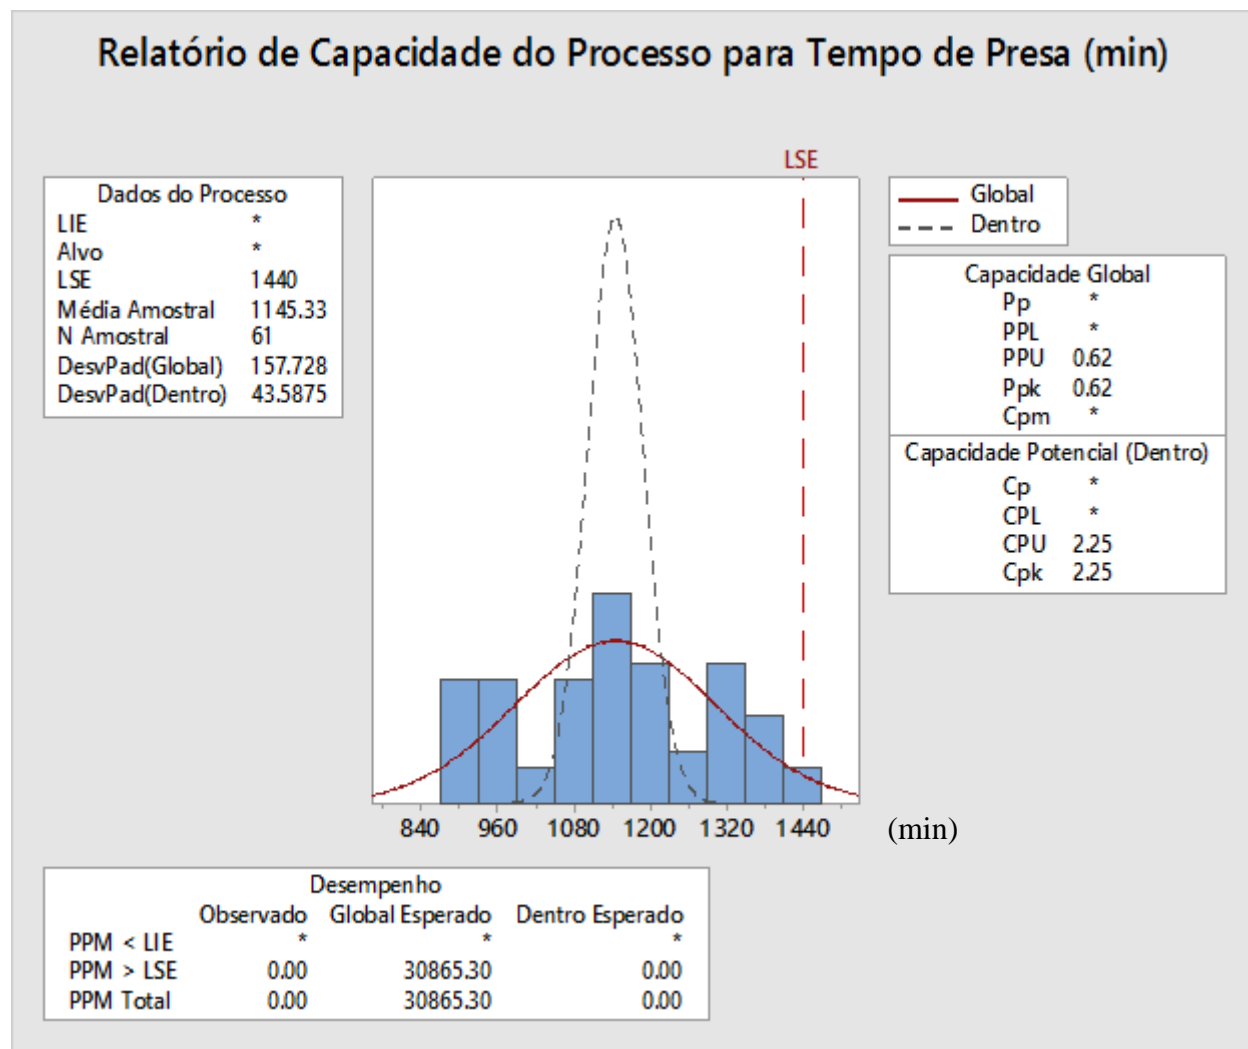 Relatório de Capacidade do Processo para Tempo de Presa (min)
LSE
Dados do Processo
LIE *
Alvo *
LSE 1440
Média Amostral 1145.33
N Amostral 61
DesvPad(Global) 157.728
DesvPad(Dentro) 43.5875
Global
Dentro
Capacidade Global
Pp *
PPL *
PPU 0.62
Ppk 0.62
Cpm *
Capacidade Potencial (Dentro)
Cp *
CPL *
CPU 2.25
Cpk 2.25
840 960 1080 1200 1320 1440 (min)
Desempenho
Observado Global Esperado Dentro Esperado
PPM < LIE * * *
PPM > LSE 0.00 30865.30 0.00
PPM Total 0.00 30865.30 0.00